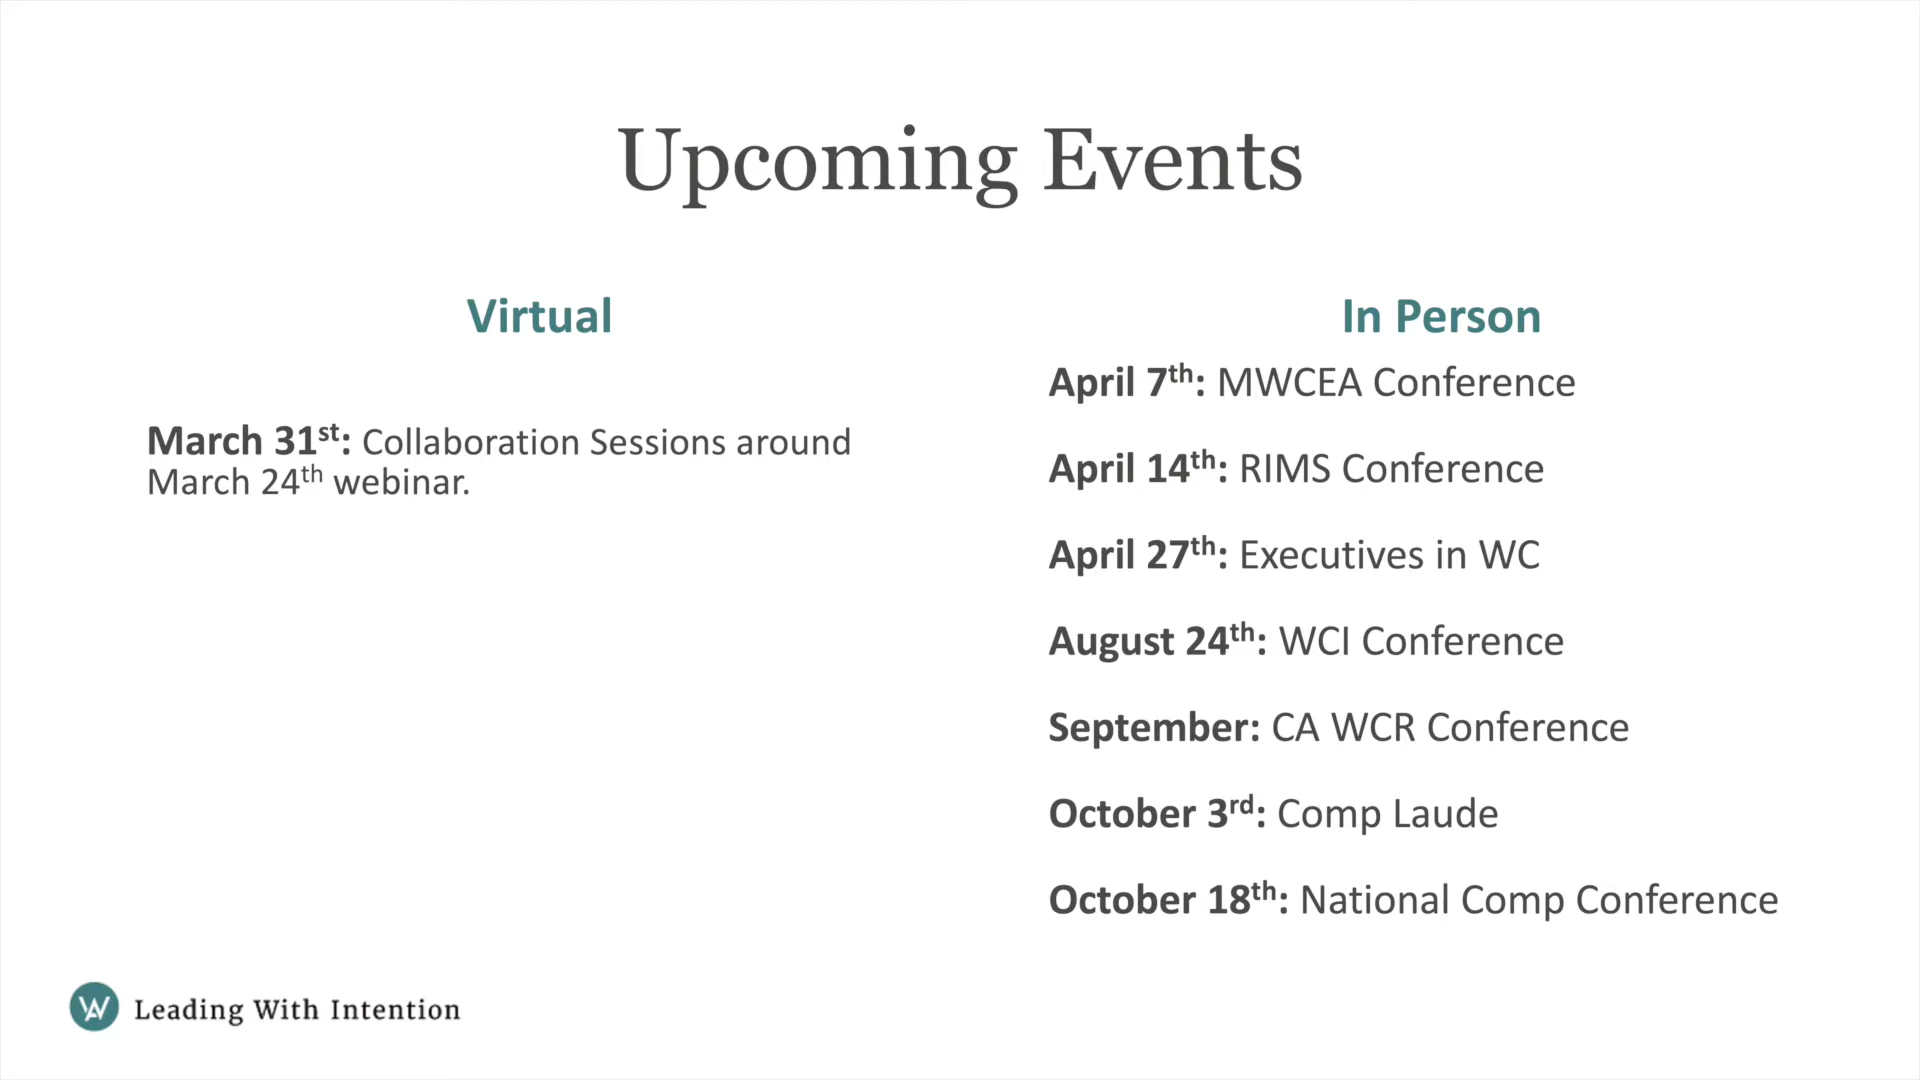 Upcoming Events
Virtual
March 31st: Collaboration Sessions around
March 24th webinar.
In Person
April 7th: MWCEA Conference
April 14th: RIMS Conference
April 27th: Executives in WC
August 24th: WCI Conference
September: CA WCR Conference
October 3rd: Comp Laude
October 18th: National Comp Conference
Leading With Intention